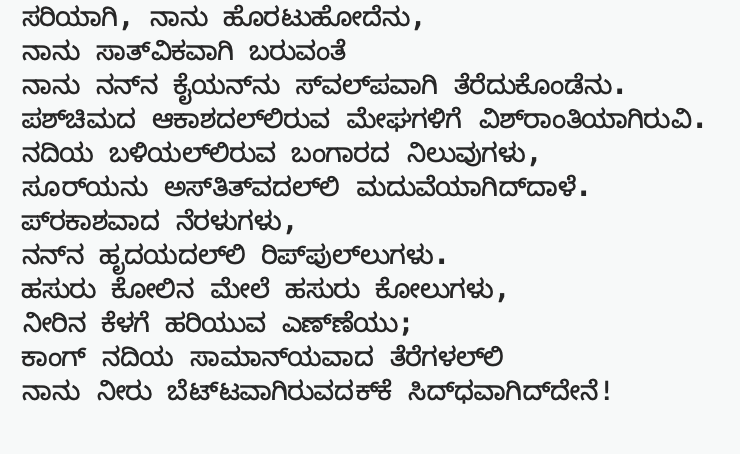 ಸರಿಯಾಗಿ, ನಾನು ಹೊರಟುಹೋದೆನು,
ನಾನು ಸಾತ್‌ವಿಕವಾಗಿ ಬರುವಂತೆ
ನಾನು ನನ್‌ನ ಕೈಯನ್‌ನು ಸ್‌ವಲ್‌ಪವಾಗಿ ತೆರೆದುಕೊಂಡೆನು.
ಪಶ್‌ಚಿಮದ ಆಕಾಶದಲ್‌ಲಿರುವ ಮೇಘಗಳಿಗೆ ವಿಶ್‌ರಾಂತಿಯಾಗಿರುವಿ.
ನದಿಯ ಬಳಿಯಲ್‌ಲಿರುವ ಬಂಗಾರದ ನಿಲುವುಗಳು,
ಸೂರ್‌ಯನು ಅಸ್‌ತಿತ್‌ವದಲ್‌ಲಿ ಮದುವೆಯಾಗಿದ್‌ದಾಳೆ.
ಪ್‌ರಕಾಶವಾದ ನೆರಳುಗಳು,
ನನ್‌ನ ಹೃದಯದಲ್‌ಲಿ ರಿಪ್‌ಪುಲ್‌ಲುಗಳು.
ಹಸುರು ಕೋಲಿನ ಮೇಲೆ ಹಸುರು ಕೋಲುಗಳು,
ನೀರಿನ ಕೆಳಗೆ ಹರಿಯುವ ಎಣ್‌ಣೆಯು;
ಕಾಂಗ್ ನದಿಯ ಸಾಮಾನ್‌ಯವಾದ ತೆರೆಗಳಲ್‌ಲಿ
ನಾನು ನೀರು ಬೆಟ್‌ಟವಾಗಿರುವದಕ್‌ಕೆ ಸಿದ್‌ಧವಾಗಿದ್‌ದೇನೆ!